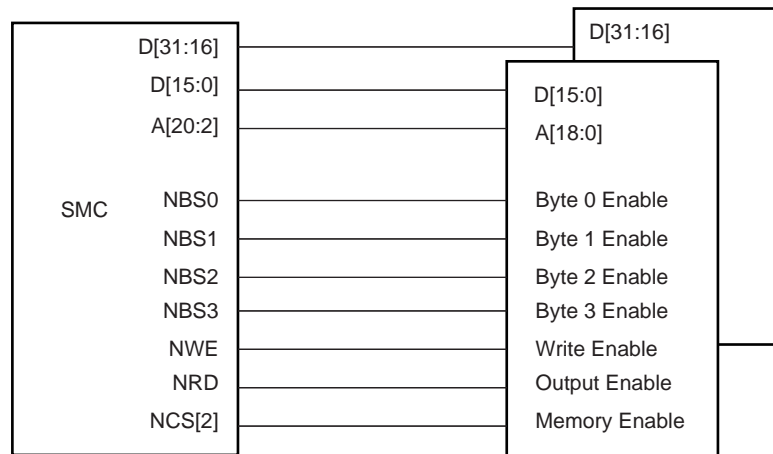 D[31:16] D[31:16]
D[15:0] D[15:0]
A[20:2] A[18:0]
SMC
NBS0 Byte 0 Enable
NBS1 Byte 1 Enable
NBS2 Byte 2 Enable
NBS3 Byte 3 Enable
NWE Write Enable
NRD Output Enable
NCS[2] Memory Enable